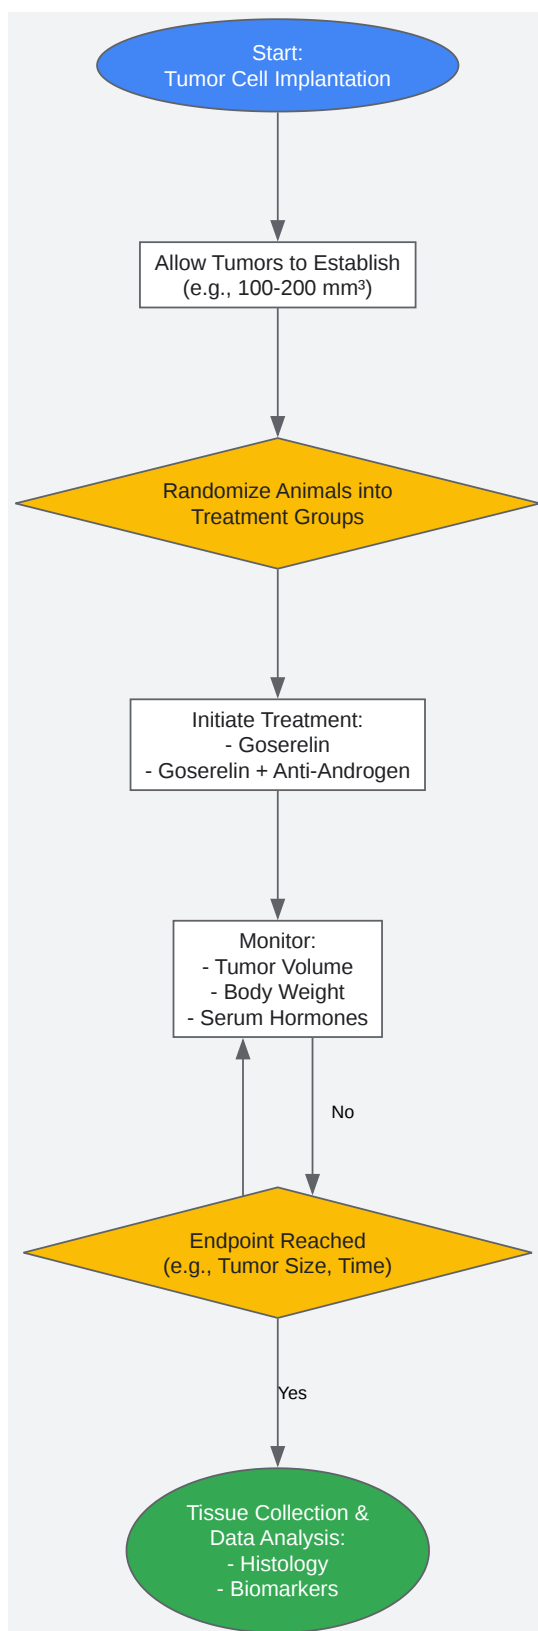 Start:
Tumor Cell Implantation
Allow Tumors to Establish
(e.g., 100-200 mm³)
Randomize Animals into
Treatment Groups
Initiate Treatment:
- Goserelin
- Goserelin + Anti-Androgen
Monitor:
- Tumor Volume
- Body Weight
- Serum Hormones
No
Endpoint Reached
(e.g., Tumor Size, Time)
Yes
Tissue Collection &
Data Analysis:
- Histology
- Biomarkers